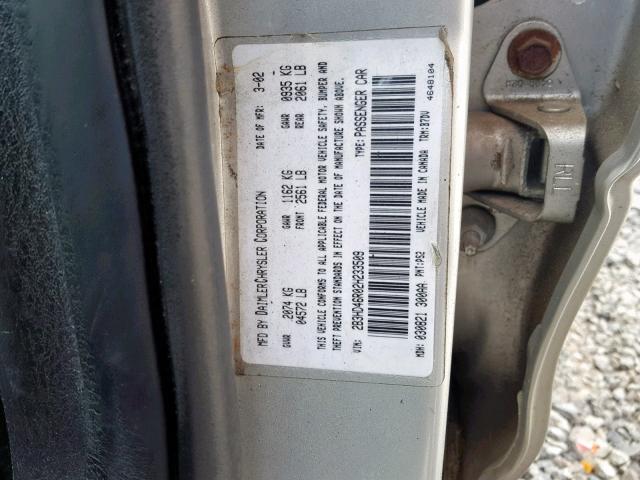 MFD BY DAIMLERCHRYSLER CORPORATION DATE OF MFR: 3-02
GVWR 2074 KG GAWR 1162 KG GAWR 0935 KG
04572 LB FRONT 2561 LB REAR 2061 LB
THIS VEHICLE CONFORMS TO ALL APPLICABLE FEDERAL MOTOR VEHICLE SAFETY, BUMPER AND
THEFT PREVENTION STANDARDS IN EFFECT ON THE DATE OF MANUFACTURE SHOWN ABOVE.
VIN: 2B3HD46R02H233509 TYPE: PASSENGER CAR
MDH: 030821 300AA PNT:PS2 VEHICLE MADE IN CANADA TRM:B7DV
4648104